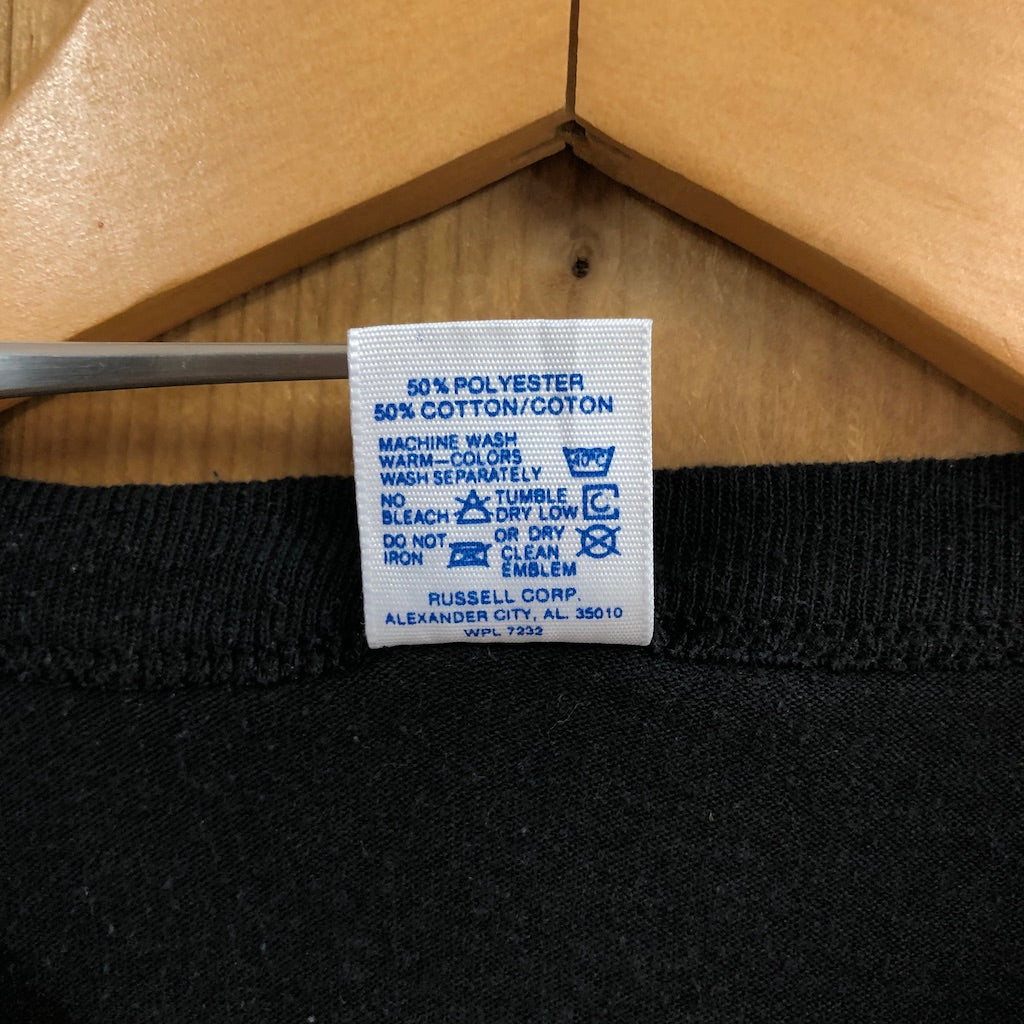 50% POLYESTER
50% COTTON/COTON
MACHINE WASH
WARM—COLORS
WASH SEPARATELY
40°C
NO
BLEACH
TUMBLE
DRY LOW
C
DO NOT
IRON
OR DRY
CLEAN
EMBLEM
RUSSELL CORP.
ALEXANDER CITY, AL. 35010
WPL 7232